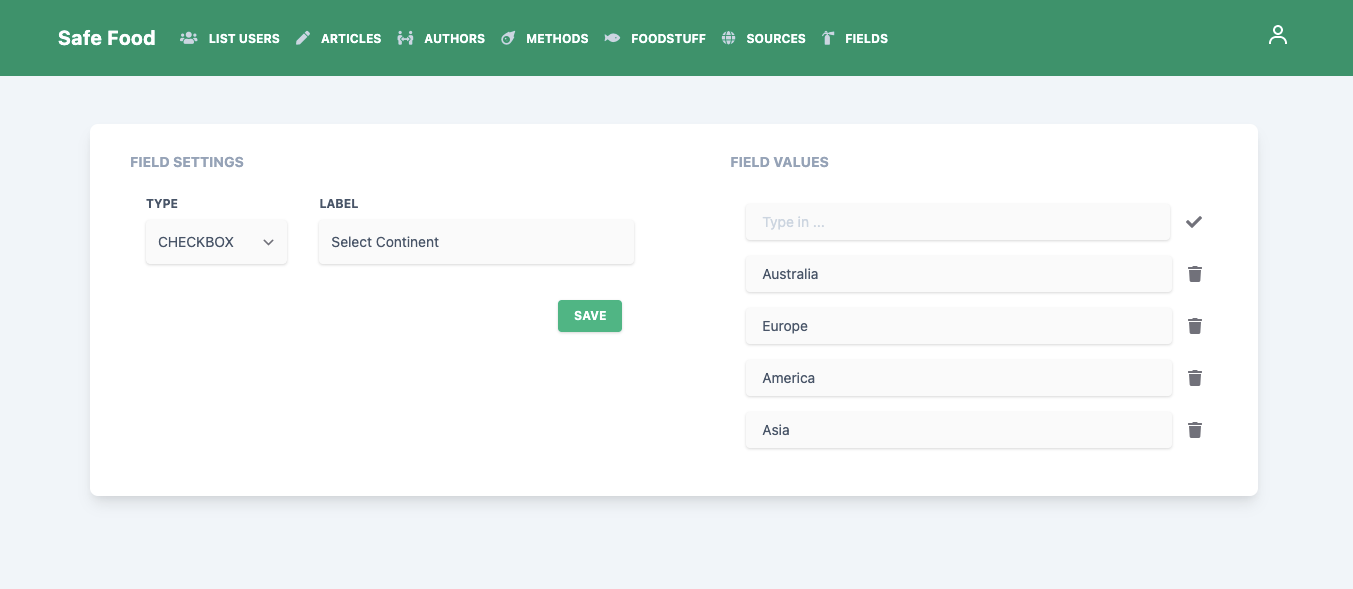 Safe Food LIST USERS ARTICLES AUTHORS METHODS FOODSTUFF SOURCES FIELDS
FIELD SETTINGS
TYPE LABEL
CHECKBOX Select Continent
SAVE
FIELD VALUES
Type in ...
Australia
Europe
America
Asia